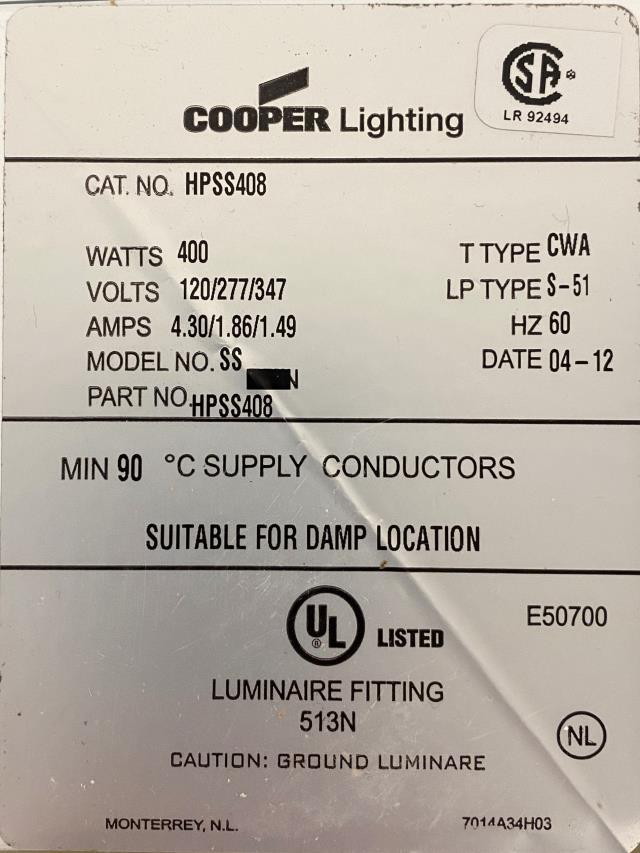 CSA
LR 92494
COOPER Lighting
CAT. NO. HPSS408
WATTS 400 T TYPE CWA
VOLTS 120/277/347 LP TYPE S-51
AMPS 4.30/1.86/1.49 HZ 60
MODEL NO. SS DATE 04-12
N
PART NO. HPSS408
MIN 90 °C SUPPLY CONDUCTORS
SUITABLE FOR DAMP LOCATION
UL ® LISTED E50700
LUMINAIRE FITTING
513N
NL
CAUTION: GROUND LUMINARE
MONTERREY, N.L. 7014A34H03